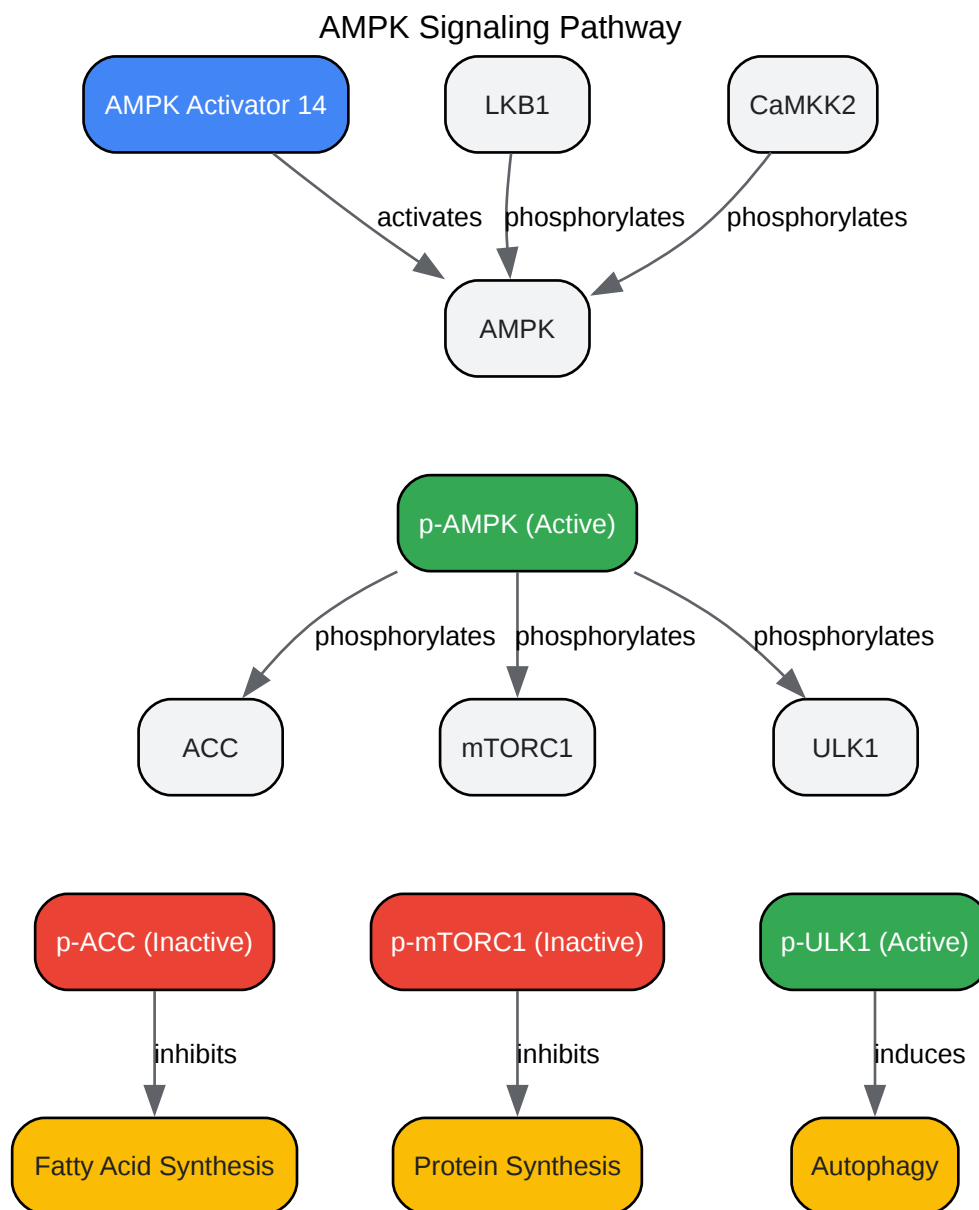 AMPK Signaling Pathway
AMPK Activator 14
LKB1
CaMKK2
activates
phosphorylates
phosphorylates
AMPK
p-AMPK (Active)
phosphorylates
phosphorylates
phosphorylates
ACC
mTORC1
ULK1
p-ACC (Inactive)
p-mTORC1 (Inactive)
p-ULK1 (Active)
inhibits
inhibits
induces
Fatty Acid Synthesis
Protein Synthesis
Autophagy